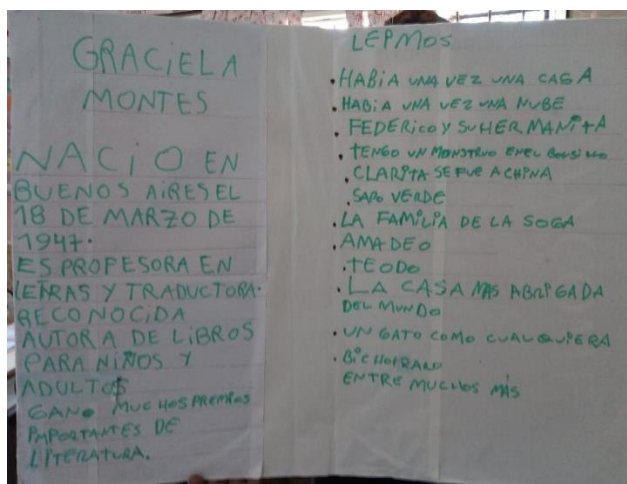 GRACIELA
MONTES
NACIO EN
BUENOS AIRES EL
18 DE MARZO DE
1947.
ES PROFESORA EN
LETRAS Y TRADUCTORA.
RECONOCIDA
AUTORA DE LIBROS
PARA NIÑOS Y
ADULTOS
GANO MUCHOS PREMIOS
IMPORTANTES DE
LITERATURA.
LEIMOS
.HABIA UNA VEZ UNA CASA
.HABIA UNA VEZ UNA NUBE
.FEDERICO Y SU HERMANITA
.TENGO UN MONSTRUO EN EL BOLSILLO
.CLARITA SE FUE A CHINA
.SAPO VERDE
.LA FAMILIA DE LA SOGA
.AMADEO
.TEODO
.LA CASA MAS ABRIGADA
DEL MUNDO
.UN GATO COMO CUALQUIERA
.BICHO RARO
ENTRE MUCHOS MÁS